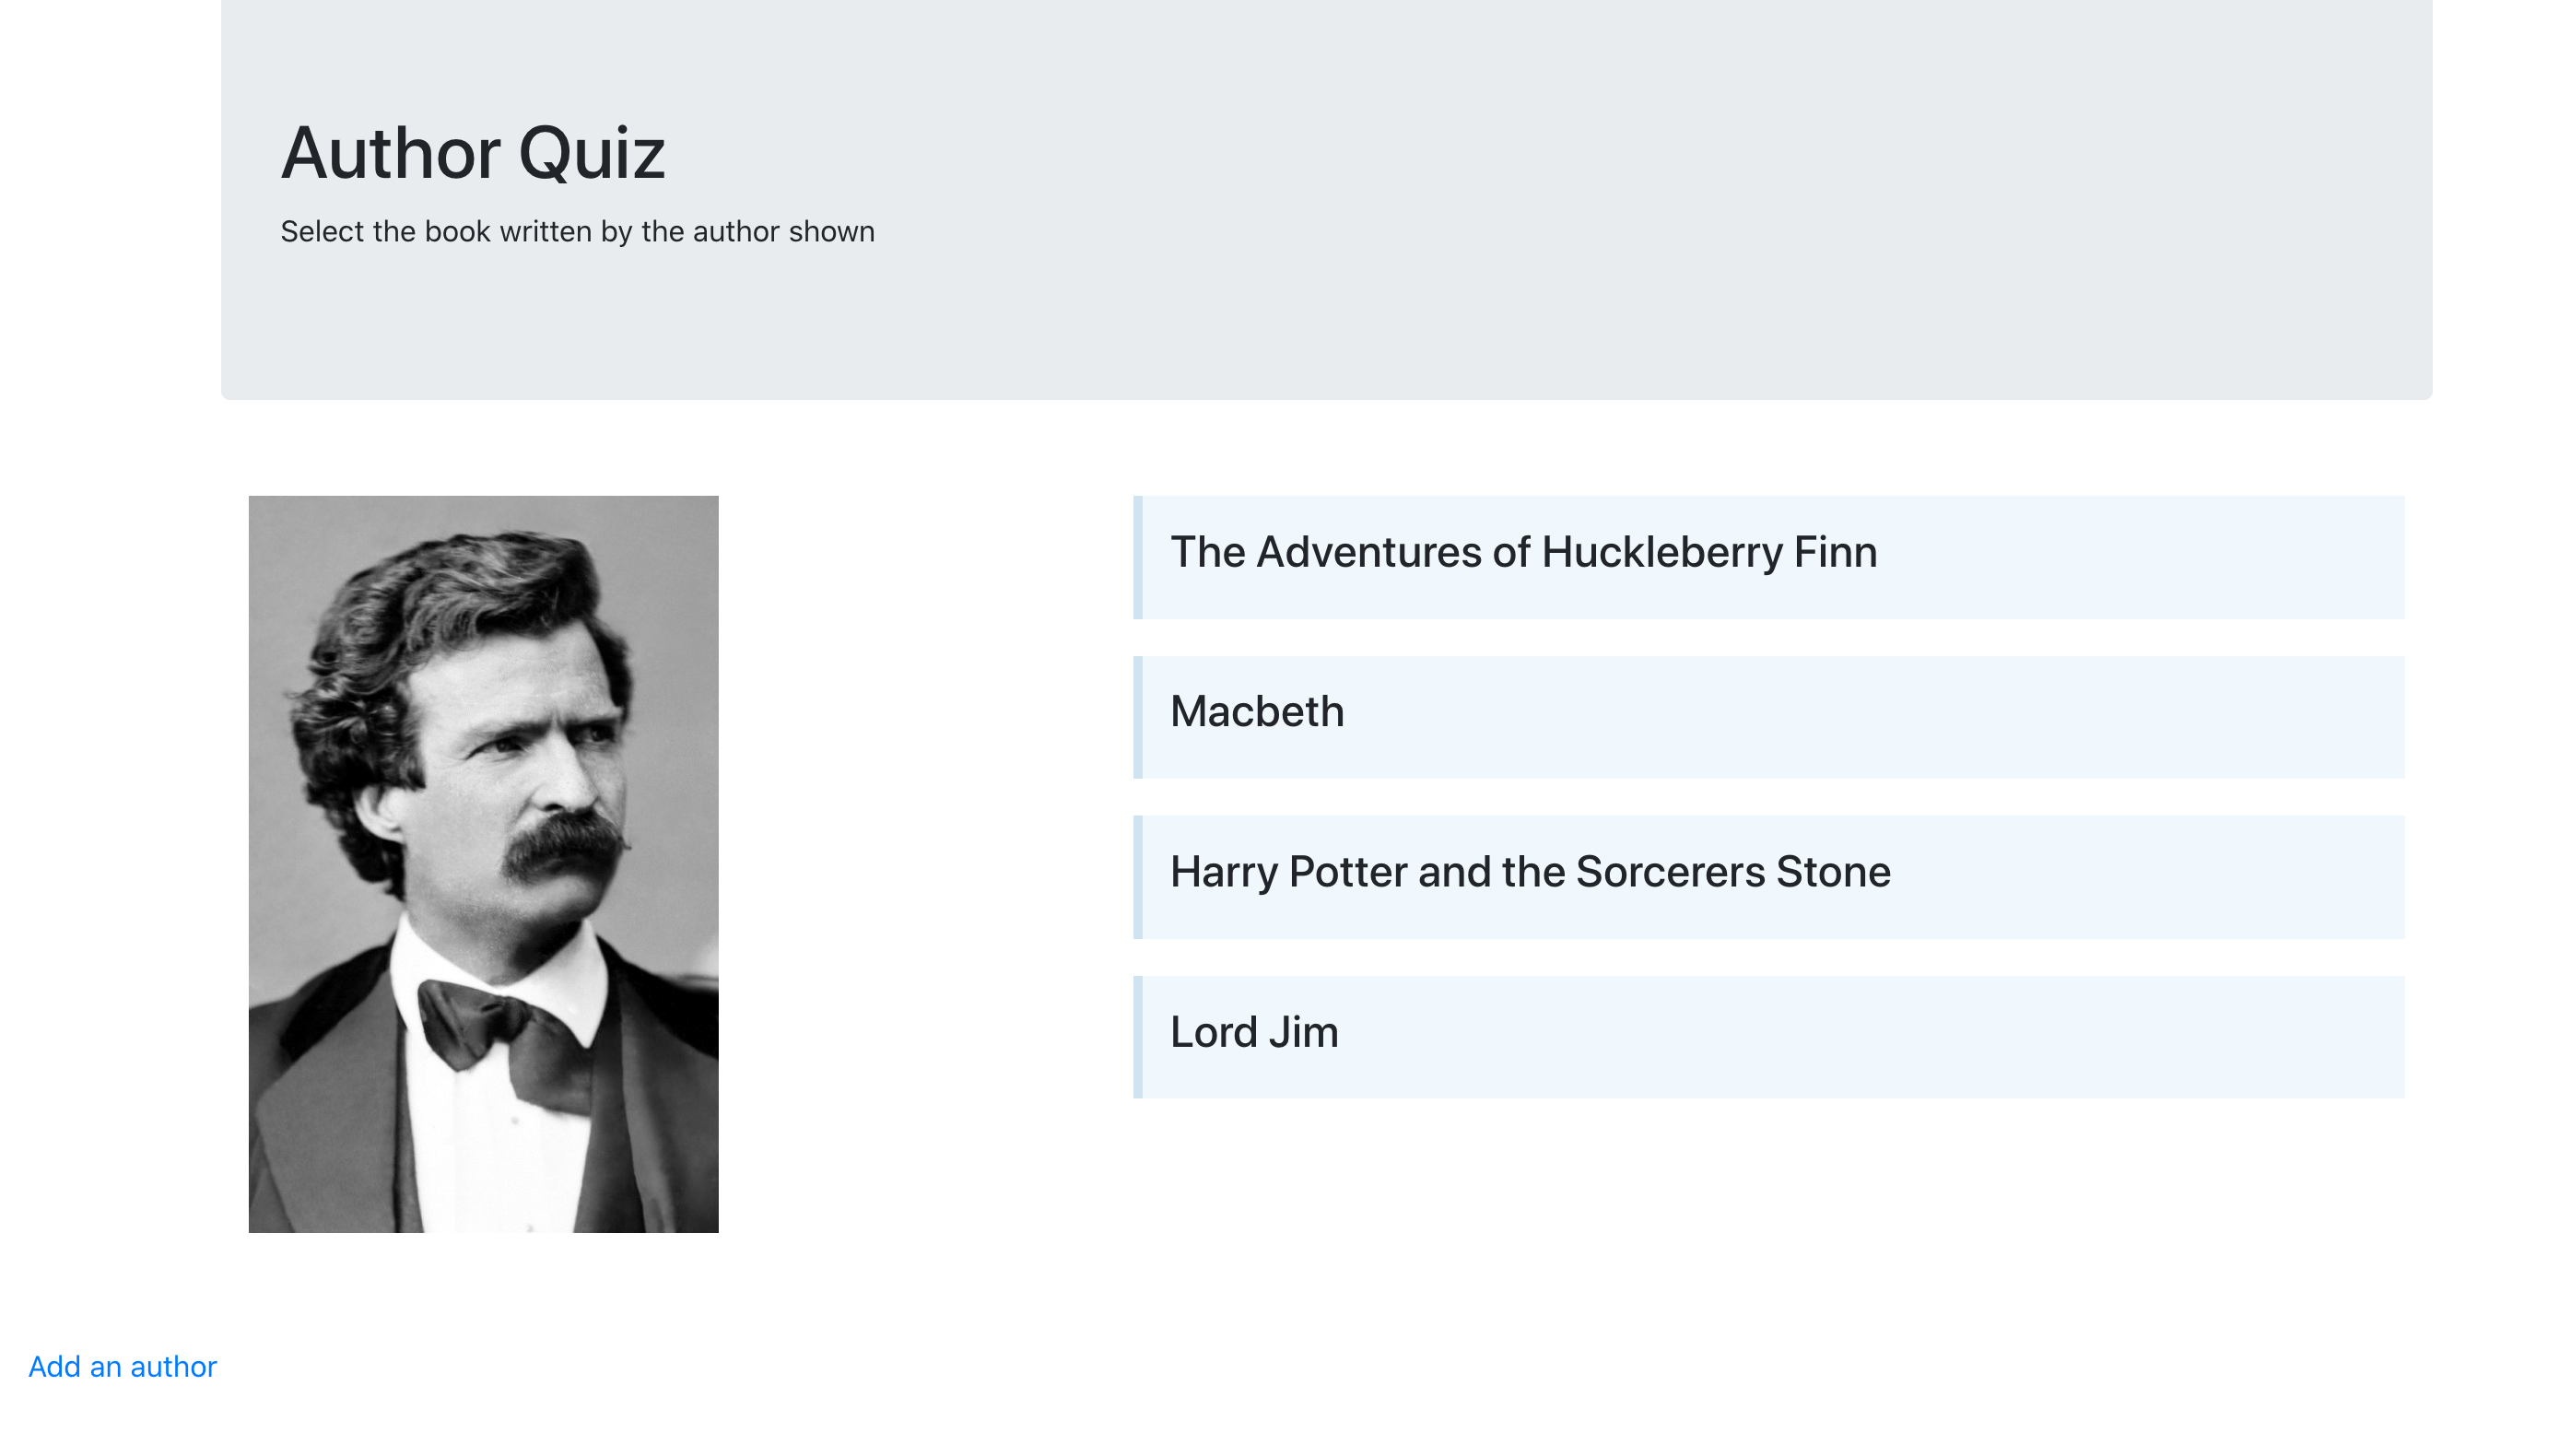 Author Quiz
Select the book written by the author shown
The Adventures of Huckleberry Finn
Macbeth
Harry Potter and the Sorcerers Stone
Lord Jim
Add an author